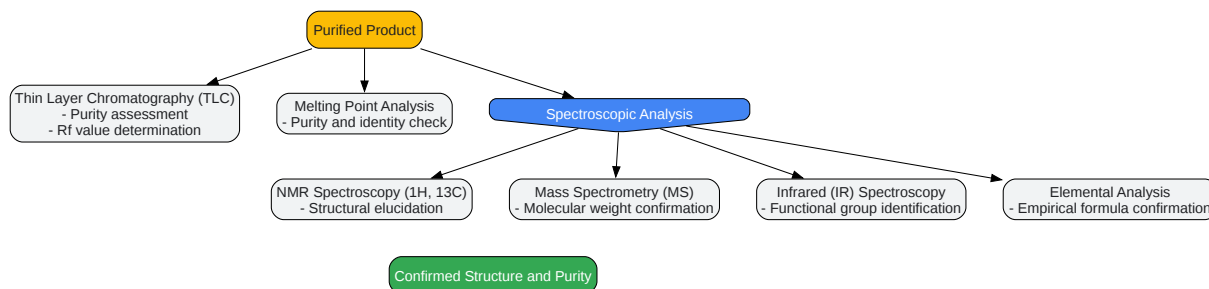 Purified Product
Thin Layer Chromatography (TLC)
- Purity assessment
- Rf value determination
Melting Point Analysis
- Purity and identity check
Spectroscopic Analysis
NMR Spectroscopy (1H, 13C)
- Structural elucidation
Mass Spectrometry (MS)
- Molecular weight confirmation
Infrared (IR) Spectroscopy
- Functional group identification
Elemental Analysis
- Empirical formula confirmation
Confirmed Structure and Purity